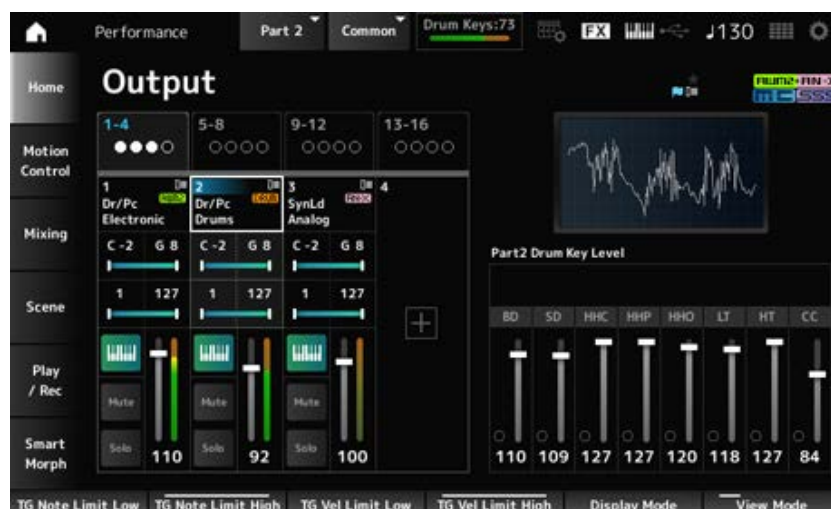 Performance Part 2 Common Drum Keys:73 FX ♩130
Home
Output
1-4 5-8 9-12 13-16
Motion
Control
1 2 3 4
Dr/Pc Dr/Pc DRUM SynLd
Electronic Drums Analog
Mixing
C -2 G 8 C -2 G 8 C -2 G 8
Part2 Drum Key Level
Scene
1 127 1 127 1 127
BD SD HHC HHP HHO LT HT CC
Play
/ Rec
Mute Mute Mute
Smart
Morph
Solo Solo Solo
110 92 100
110 109 127 127 120 118 127 84
TG Note Limit Low TG Note Limit High TG Vel Limit Low TG Vel Limit High Display Mode View Mode